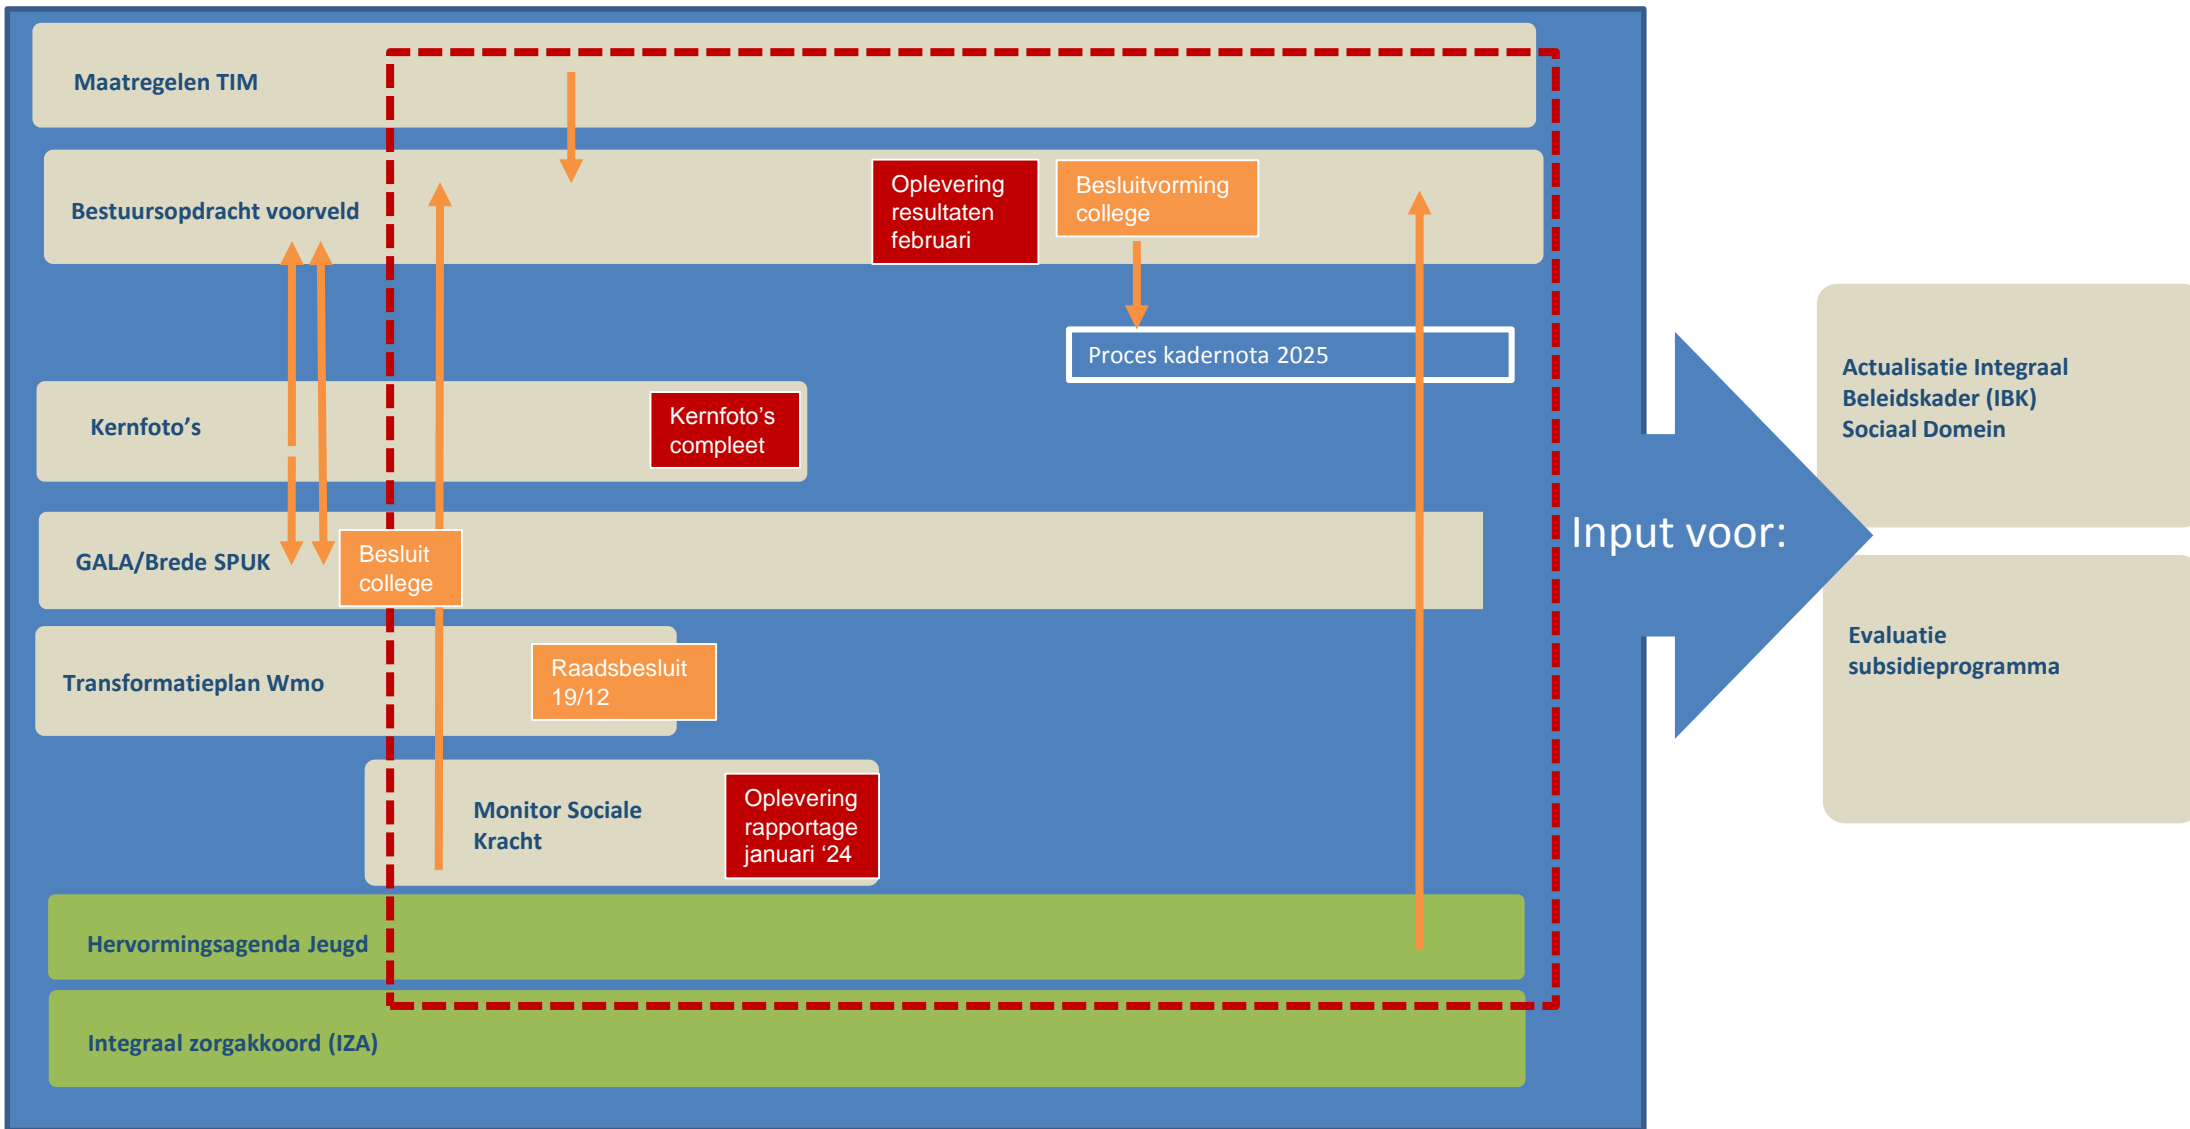 Maatregelen TIM
Bestuursopdracht voorveld
Oplevering
resultaten
februari
Besluitvorming
college
Proces kadernota 2025
Kernfoto’s
Kernfoto’s
compleet
GALA/Brede SPUK
Besluit
college
Transformatieplan Wmo
Raadsbesluit
19/12
Monitor Sociale
Kracht
Oplevering
rapportage
januari ‘24
Hervormingsagenda Jeugd
Integraal zorgakkoord (IZA)
Input voor:
Actualisatie Integraal
Beleidskader (IBK)
Sociaal Domein
Evaluatie
subsidieprogramma